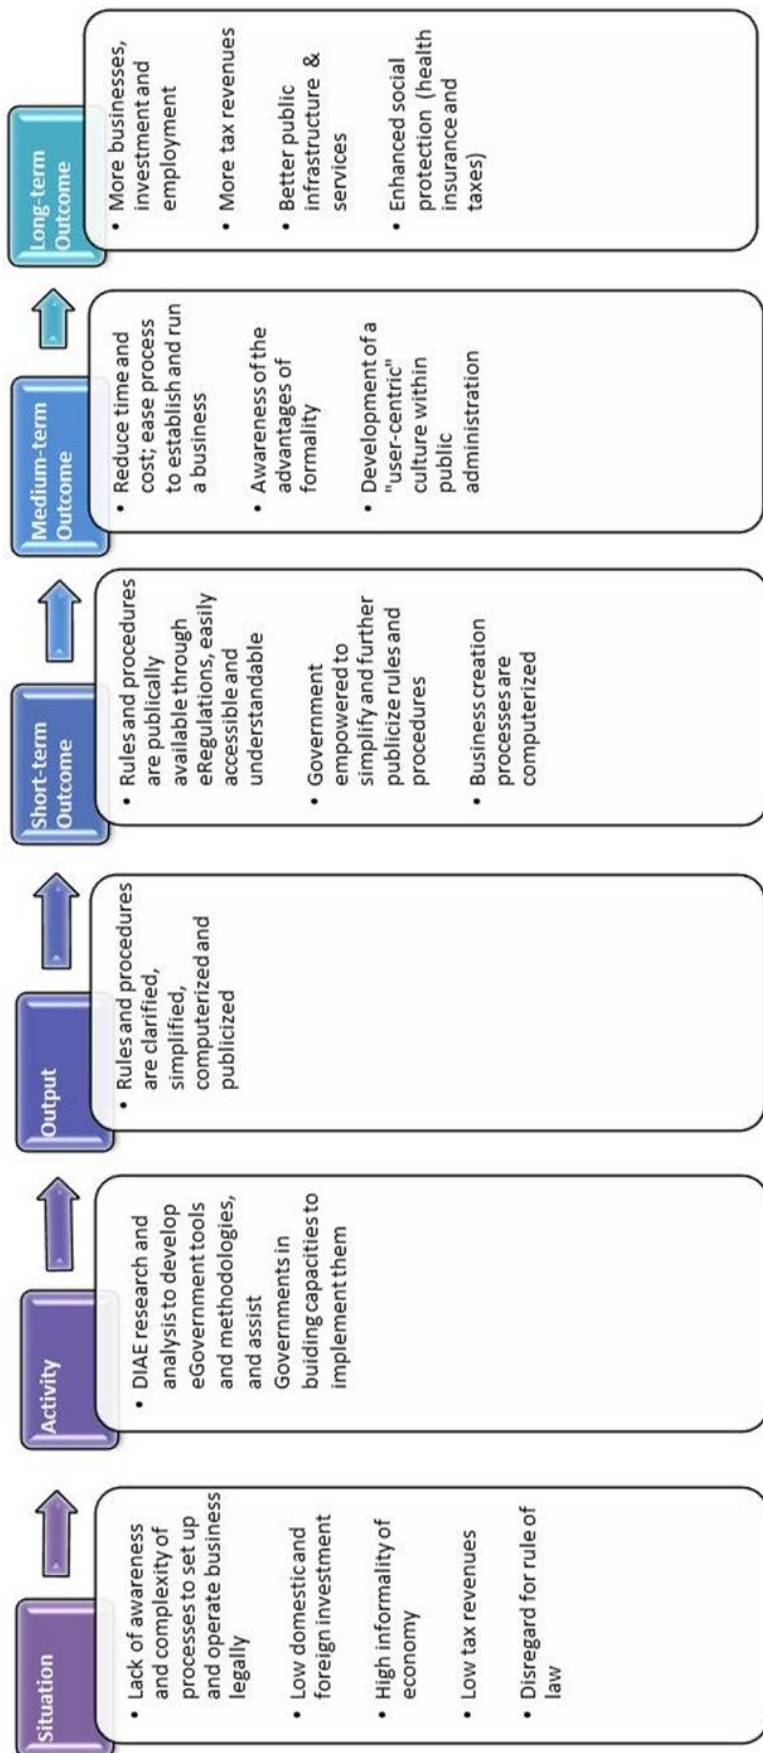 Situation
• Lack of awareness
and complexity of
processes to set up
and operate business
legally
• Low domestic and
foreign investment
• High informality of
economy
• Low tax revenues
• Disregard for rule of
law
Activity
• DIAE research and
analysis to develop
eGovernment tools
and methodologies,
and assist
Governments in
buiding capacities to
implement them
Output
• Rules and procedures
are clarified,
simplified,
computerized and
publicized
Short-term
Outcome
• Rules and procedures
are publically
available through
eRegulations, easily
accessible and
understandable
• Government
empowered to
simplify and further
publicize rules and
procedures
• Business creation
processes are
computerized
Medium-term
Outcome
• Reduce time and
cost; ease process
to establish and run
a business
• Awareness of the
advantages of
formality
• Development of a
"user-centric"
culture within
public
administration
Long-term
Outcome
• More businesses,
investment and
employment
• More tax revenues
• Better public
infrastructure &
services
• Enhanced social
protection (health
insurance and
taxes)